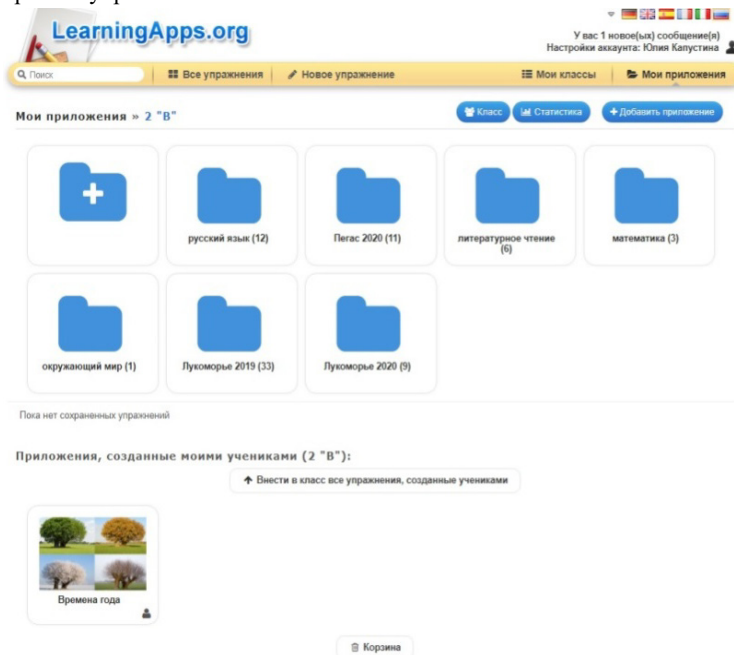 LearningApps.org
У вас 1 новое(ых) сообщение(я)
Настройки аккаунта: Юлия Капустина
Поиск
Все упражнения
Новое упражнение
Мои классы
Мои приложения
Мои приложения » 2 "В"
Класс
Статистика
Добавить приложение
русский язык (12)
Пегас 2020 (11)
литературное чтение
(6)
математика (3)
окружающий мир (1)
Лукоморье 2019 (33)
Лукоморье 2020 (9)
Пока нет сохраненных упражнений
Приложения, созданные моими учениками (2 "В"):
Внести в класс все упражнения, созданные учениками
Времена года
Корзина